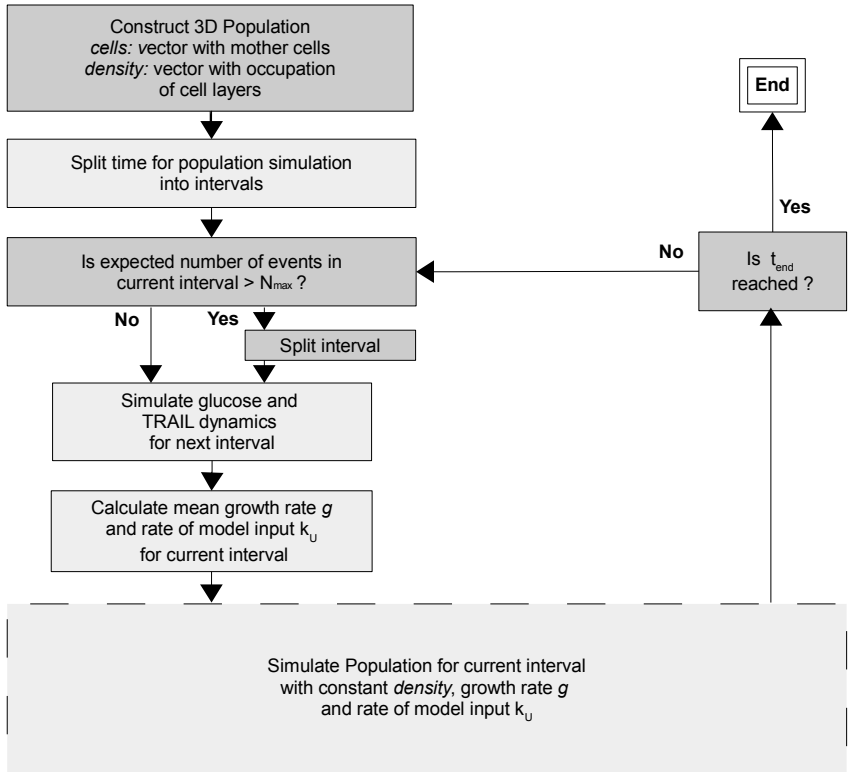 Construct 3D Population
cells: vector with mother cells
density: vector with occupation
of cell layers
End
Split time for population simulation
into intervals
Yes
No
Is t_end
reached ?
Is expected number of events in
current interval > Nmax ?
No
Yes
Split interval
Simulate glucose and
TRAIL dynamics
for next interval
Calculate mean growth rate g
and rate of model input k_U
for current interval
Simulate Population for current interval
with constant density, growth rate g
and rate of model input k_U